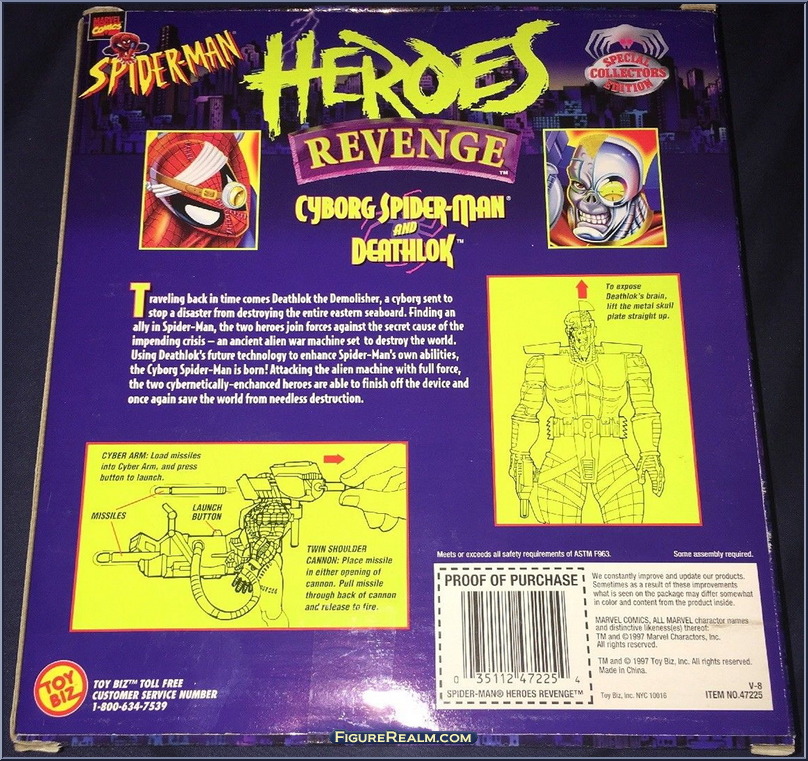 MARVEL
COMICS
SPIDER-MAN
HEROES
REVENGE™
SPECIAL
COLLECTORS
EDITION
CYBORG SPIDER-MAN®
AND
DEATHLOK™
Traveling back in time comes Deathlok the Demolisher, a cyborg sent to
stop a disaster from destroying the entire eastern seaboard. Finding an
ally in Spider-Man, the two heroes join forces against the secret cause of the
impending crisis – an ancient alien war machine set to destroy the world.
Using Deathlok's future technology to enhance Spider-Man's own abilities,
the Cyborg Spider-Man is born! Attacking the alien machine with full force,
the two cybernetically-enchanced heroes are able to finish off the device and
once again save the world from needless destruction.
To expose
Deathlok's brain,
lift the metal skull
plate straight up.
CYBER ARM: Load missiles
into Cyber Arm, and press
button to launch.
MISSILES
LAUNCH
BUTTON
TWIN SHOULDER
CANNON: Place missile
in either opening of
cannon. Pull missile
through back of cannon
and release to fire.
Meets or exceeds all safety requirements of ASTM F963.
Some assembly required.
PROOF OF PURCHASE
0 35112 47225 4
SPIDER-MAN® HEROES REVENGE™
We constantly improve and update our products.
Sometimes as a result of these improvements
what is seen on the package may differ somewhat
in color and content from the product inside.
MARVEL COMICS, ALL MARVEL character names
and distinctive likeness(es) thereof:
TM and ©1997 Marvel Characters, Inc.
All rights reserved.
TM and © 1997 Toy Biz, Inc. All rights reserved.
Made in China.
V-8
Toy Biz, Inc. NYC 10016
ITEM NO.47225
TOY
BIZ
TOY BIZ™ TOLL FREE
CUSTOMER SERVICE NUMBER
1-800-634-7539
FIGUREREALM.COM